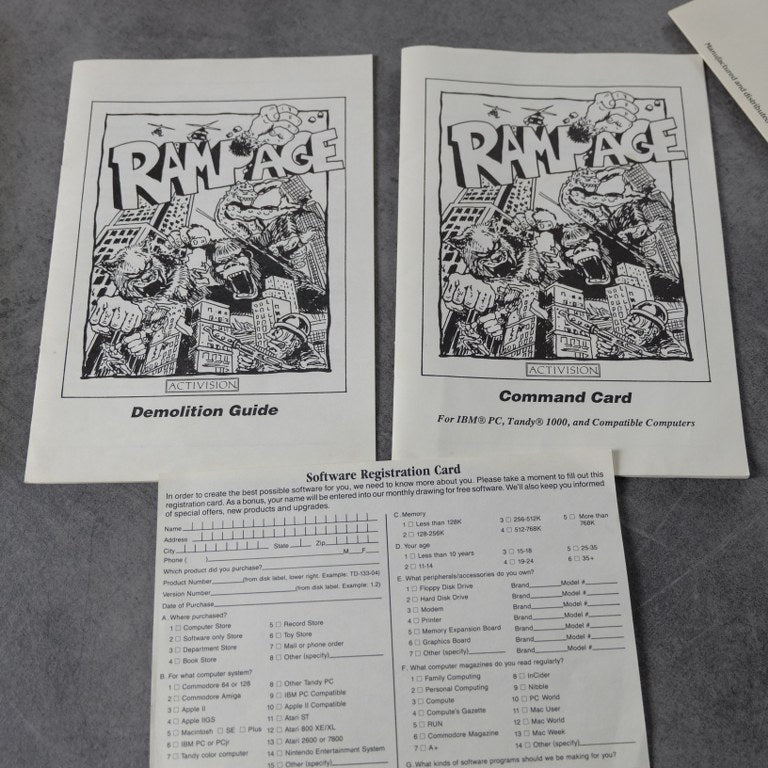 Manufactured and distributed
RAMPAGE
ACTIVISION
Demolition Guide
RAMPAGE
ACTIVISION
Command Card
For IBM® PC, Tandy® 1000, and Compatible Computers
Software Registration Card
In order to create the best possible software for you, we need to know more about you. Please take a moment to fill out this
registration card. As a bonus, your name will be entered into our monthly drawing for free software. We'll also keep you informed
of special offers, new products and upgrades.
Name
Address
City State Zip
Phone ( ) M F
Which product did you purchase?
Product Number (from disk label, lower right. Example: TD-133-04)
Version Number (from disk label. Example: 1.2)
Date of Purchase
A. Where purchased?
1 □ Computer Store
2 □ Software only Store
3 □ Department Store
4 □ Book Store
5 □ Record Store
6 □ Toy Store
7 □ Mail or phone order
8 □ Other (specify)
B. For what computer system?
1 □ Commodore 64 or 128
2 □ Commodore Amiga
3 □ Apple II
4 □ Apple IIGS
5 □ Macintosh □ SE □ Plus
6 □ IBM PC or PCjr
7 □ Tandy color computer
8 □ Other Tandy PC
9 □ IBM PC Compatible
10 □ Apple II Compatible
11 □ Atari ST
12 □ Atari 800 XE/XL
13 □ Atari 2600 or 7800
14 □ Nintendo Entertainment System
15 □ Other (specify)
C. Memory
1 □ Less than 128K
2 □ 128-256K
3 □ 256-512K
4 □ 512-768K
5 □ More than
768K
D. Your age
1 □ Less than 10 years
2 □ 11-14
3 □ 15-18
4 □ 19-24
5 □ 25-35
6 □ 35+
E. What peripherals/accessories do you own?
1 □ Floppy Disk Drive Brand Model #
2 □ Hard Disk Drive Brand Model #
3 □ Modem Brand Model #
4 □ Printer Brand Model #
5 □ Memory Expansion Board Brand Model #
6 □ Graphics Board Brand Model #
7 □ Other (specify) Brand Model #
F. What computer magazines do you read regularly?
1 □ Family Computing
2 □ Personal Computing
3 □ Compute
4 □ Compute's Gazette
5 □ RUN
6 □ Commodore Magazine
7 □ A+
8 □ InCider
9 □ Nibble
10 □ PC World
11 □ Mac User
12 □ Mac World
13 □ Mac Week
14 □ Other (specify)
G. What kinds of software programs should we be making for you?